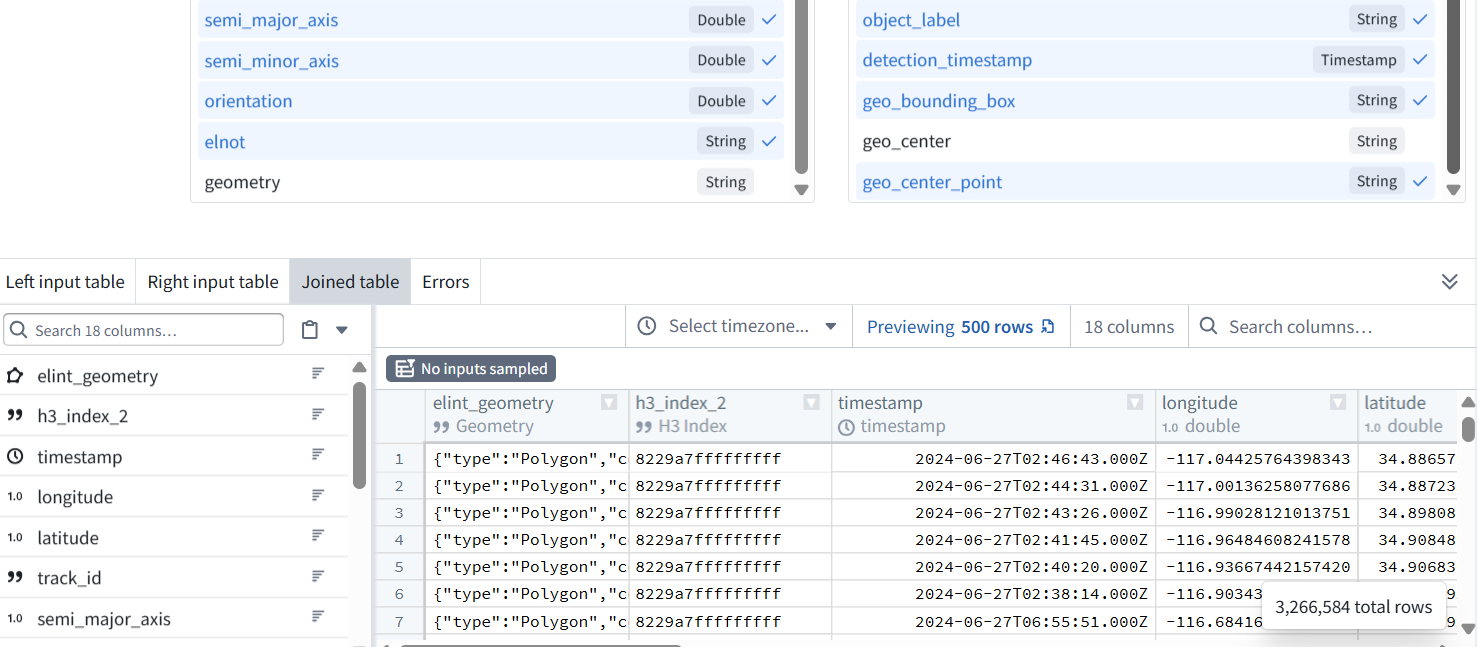 semi_major_axis Double
semi_minor_axis Double
orientation Double
elnot String
geometry String
object_label String
detection_timestamp Timestamp
geo_bounding_box String
geo_center String
geo_center_point String
Left input table Right input table Joined table Errors
Search 18 columns...
Select timezone... Previewing 500 rows 18 columns Search columns...
No inputs sampled
elint_geometry
h3_index_2
timestamp
1.0 longitude
1.0 latitude
track_id
1.0 semi_major_axis
elint_geometry h3_index_2 timestamp longitude latitude
Geometry H3 Index timestamp 1.0 double 1.0 double
1 {"type":"Polygon","c 8229a7fffffffff 2024-06-27T02:46:43.000Z -117.04425764398343 34.88657
2 {"type":"Polygon","c 8229a7fffffffff 2024-06-27T02:44:31.000Z -117.00136258077686 34.88723
3 {"type":"Polygon","c 8229a7fffffffff 2024-06-27T02:43:26.000Z -116.99028121013751 34.89808
4 {"type":"Polygon","c 8229a7fffffffff 2024-06-27T02:41:45.000Z -116.96484608241578 34.90848
5 {"type":"Polygon","c 8229a7fffffffff 2024-06-27T02:40:20.000Z -116.93667442157420 34.90683
6 {"type":"Polygon","c 8229a7fffffffff 2024-06-27T02:38:14.000Z -116.90343 9
7 {"type":"Polygon","c 8229a7fffffffff 2024-06-27T06:55:51.000Z -116.68416 9
3,266,584 total rows